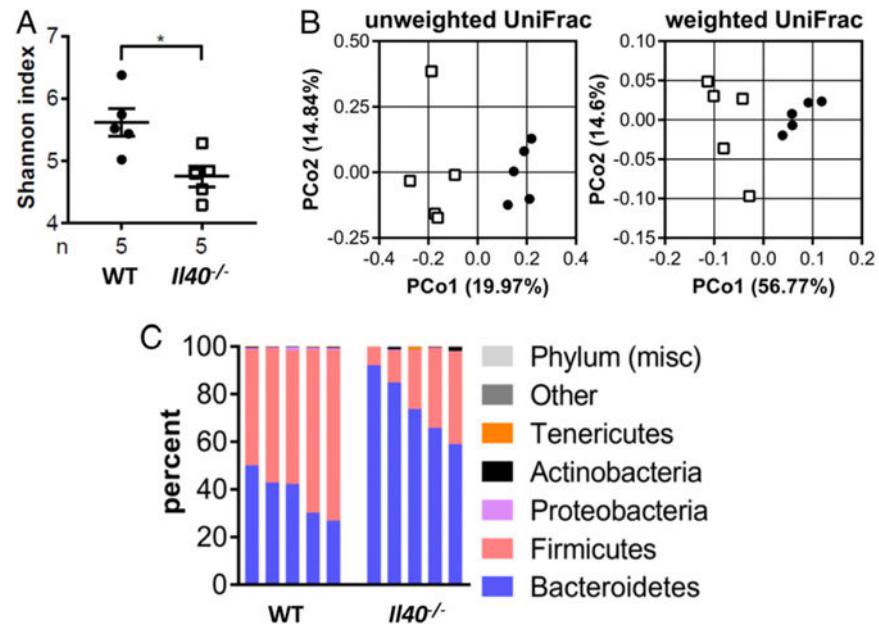 A
Shannon index
7
6
5
4
*
n 5 5
WT Il40-/-
B
unweighted UniFrac
PCo2 (14.84%)
0.50
0.25
0.00
-0.25
-0.4 -0.2 0.0 0.2 0.4
PCo1 (19.97%)
weighted UniFrac
PCo2 (14.6%)
0.10
0.05
0.00
-0.05
-0.10
-0.15
-0.2 -0.1 0.0 0.1 0.2
PCo1 (56.77%)
C
percent
100
80
60
40
20
0
WT Il40-/-
Phylum (misc)
Other
Tenericutes
Actinobacteria
Proteobacteria
Firmicutes
Bacteroidetes